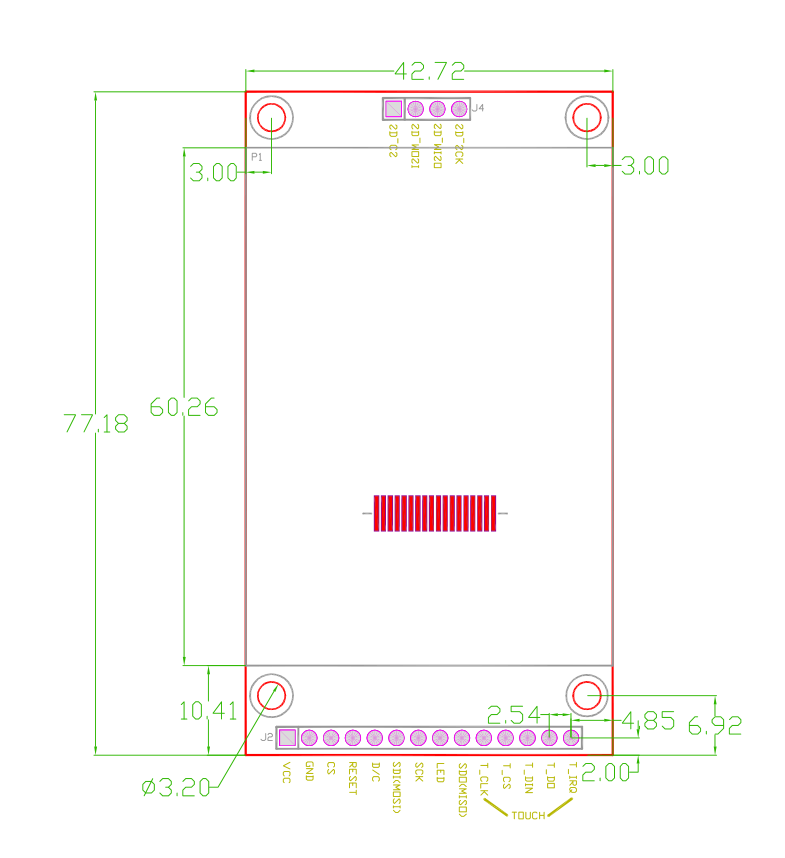 42.72
J4
SD_CS
SD_MOSI
SD_MISO
SD_SCK
P1
3.00
3.00
60.26
77.18
2.54
4.85
6.92
10.41
J2
2.00
ø3.20
VCC
GND
CS
RESET
D/C
SDI(MOSI)
SCK
LED
SDO(MISO)
T_CLK
T_CS
T_DIN
T_DO
T_IRQ
TOUCH